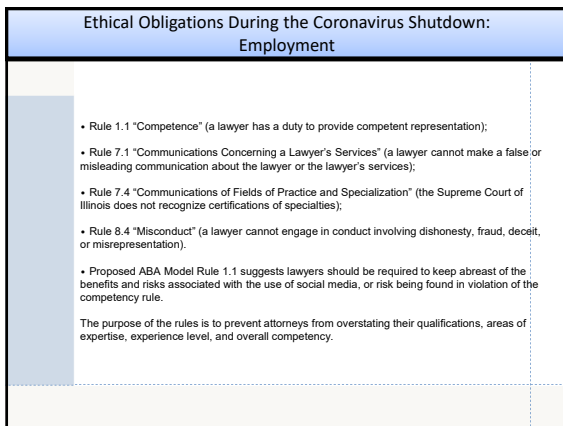 Ethical Obligations During the Coronavirus Shutdown:
Employment
• Rule 1.1 “Competence” (a lawyer has a duty to provide competent representation);
• Rule 7.1 “Communications Concerning a Lawyer’s Services” (a lawyer cannot make a false or
misleading communication about the lawyer or the lawyer’s services);
• Rule 7.4 “Communications of Fields of Practice and Specialization” (the Supreme Court of
Illinois does not recognize certifications of specialties);
• Rule 8.4 “Misconduct” (a lawyer cannot engage in conduct involving dishonesty, fraud, deceit,
or misrepresentation).
• Proposed ABA Model Rule 1.1 suggests lawyers should be required to keep abreast of the
benefits and risks associated with the use of social media, or risk being found in violation of the
competency rule.
The purpose of the rules is to prevent attorneys from overstating their qualifications, areas of
expertise, experience level, and overall competency.